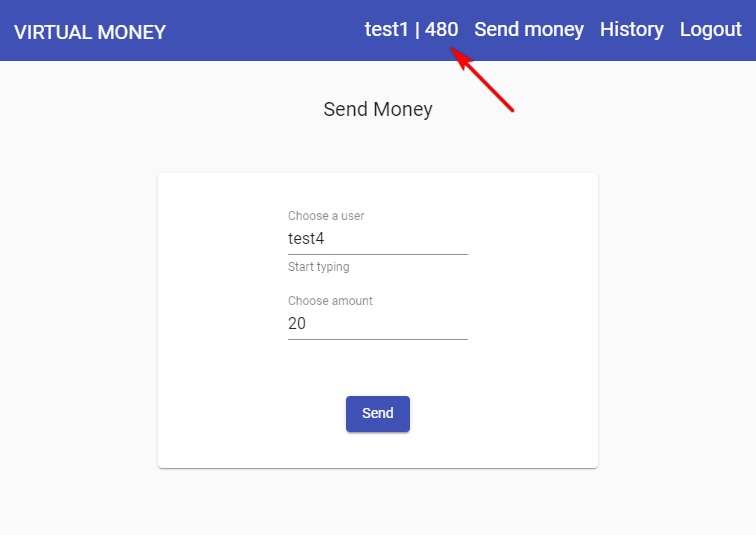 VIRTUAL MONEY test1 | 480 Send money History Logout
Send Money
Choose a user
test4
Start typing
Choose amount
20
Send